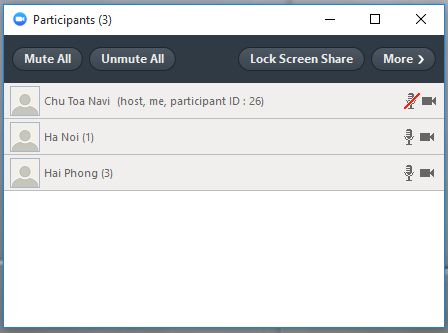 Participants (3)
Mute All Unmute All Lock Screen Share More ❯
Chu Toa Navi (host, me, participant ID : 26)
Ha Noi (1)
Hai Phong (3)